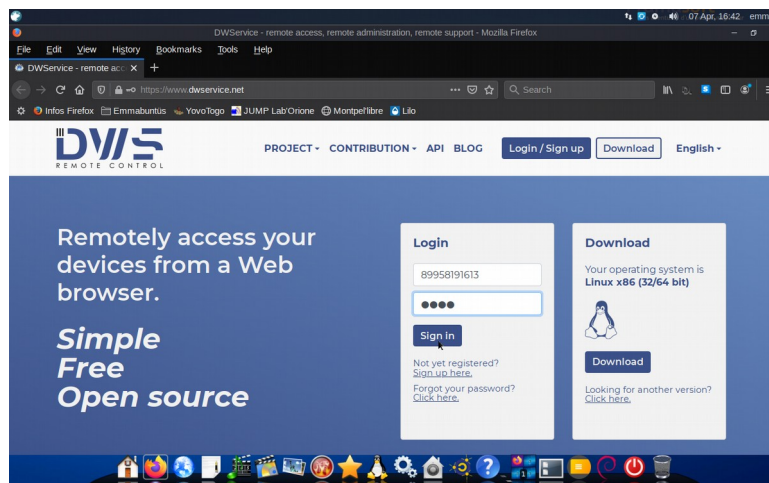 07 Apr, 16:42 emm
DWService - remote access, remote administration, remote support - Mozilla Firefox
File Edit View History Bookmarks Tools Help
DWService - remote acc
https://www.dwservice.net
Search
Infos Firefox Emmabuntüs YovoTogo JUMP Lab'Orione Montpel'libre Lilo
DWS
REMOTE CONTROL
PROJECT CONTRIBUTION API BLOG Login / Sign up Download English
Remotely access your
devices from a Web
browser.
Simple
Free
Open source
Login
89958191613
Sign in
Not yet registered?
Sign up here.
Forgot your password?
Click here.
Download
Your operating system is
Linux x86 (32/64 bit)
Download
Looking for another version?
Click here.